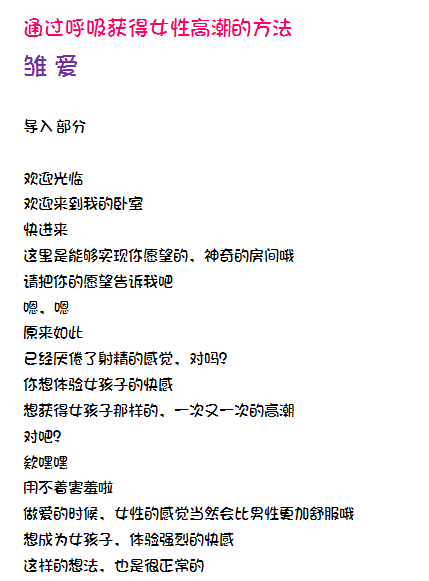 通过呼吸获得女性高潮的方法
雏 爱
导入部分
欢迎光临
欢迎来到我的卧室
快进来
这里是能够实现你愿望的，神奇的房间哦
请把你的愿望告诉我吧
嗯，嗯
原来如此
已经厌倦了射精的感觉，对吗？
你想体验女孩子的快感
想获得女孩子那样的，一次又一次的高潮
对吧？
欸嘿嘿
用不着害羞啦
做爱的时候，女性的感觉当然会比男性更加舒服哦
想成为女孩子，体验强烈的快感
这样的想法，也是很正常的